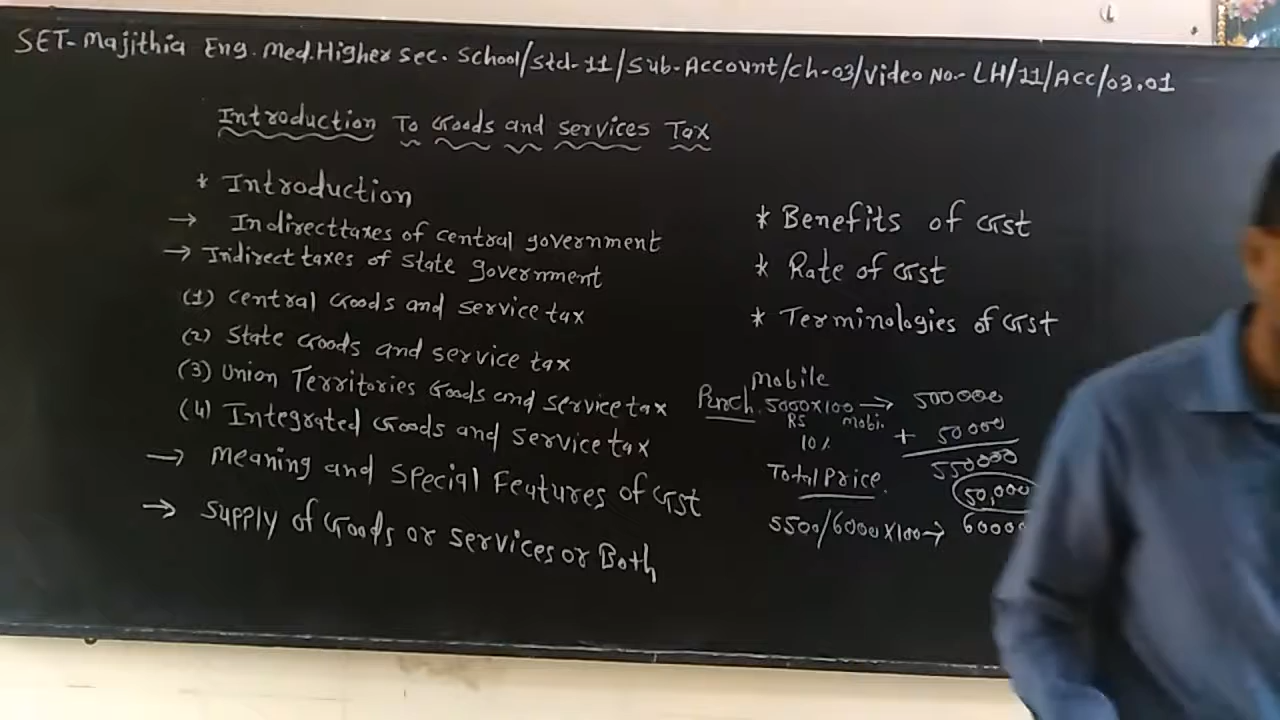 SET-Majithia Eng. Med. Higher Sec. School/Std-11/Sub-Account/Ch-03/Video No.- LH/11/ACC/03.01
Introduction To Goods and services Tax
* Introduction
→ Indirect taxes of central government
→ Indirect taxes of State government
(1) Central Goods and service tax
(2) State Goods and service tax
(3) Union Territories Goods and service tax
(4) Integrated Goods and service tax
→ Meaning and Special Features of Gst
→ Supply of Goods or services or Both
* Benefits of Gst
* Rate of Gst
* Terminologies of Gst
Mobile
Purch. 5000x100 → 500000
RS mobi. + 50000
10%
550000
Total Price
50,000
5500/6000x100→ 60000